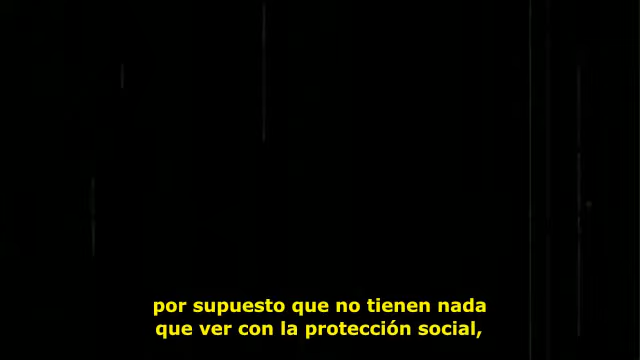 por supuesto que no tienen nada
que ver con la protección social,